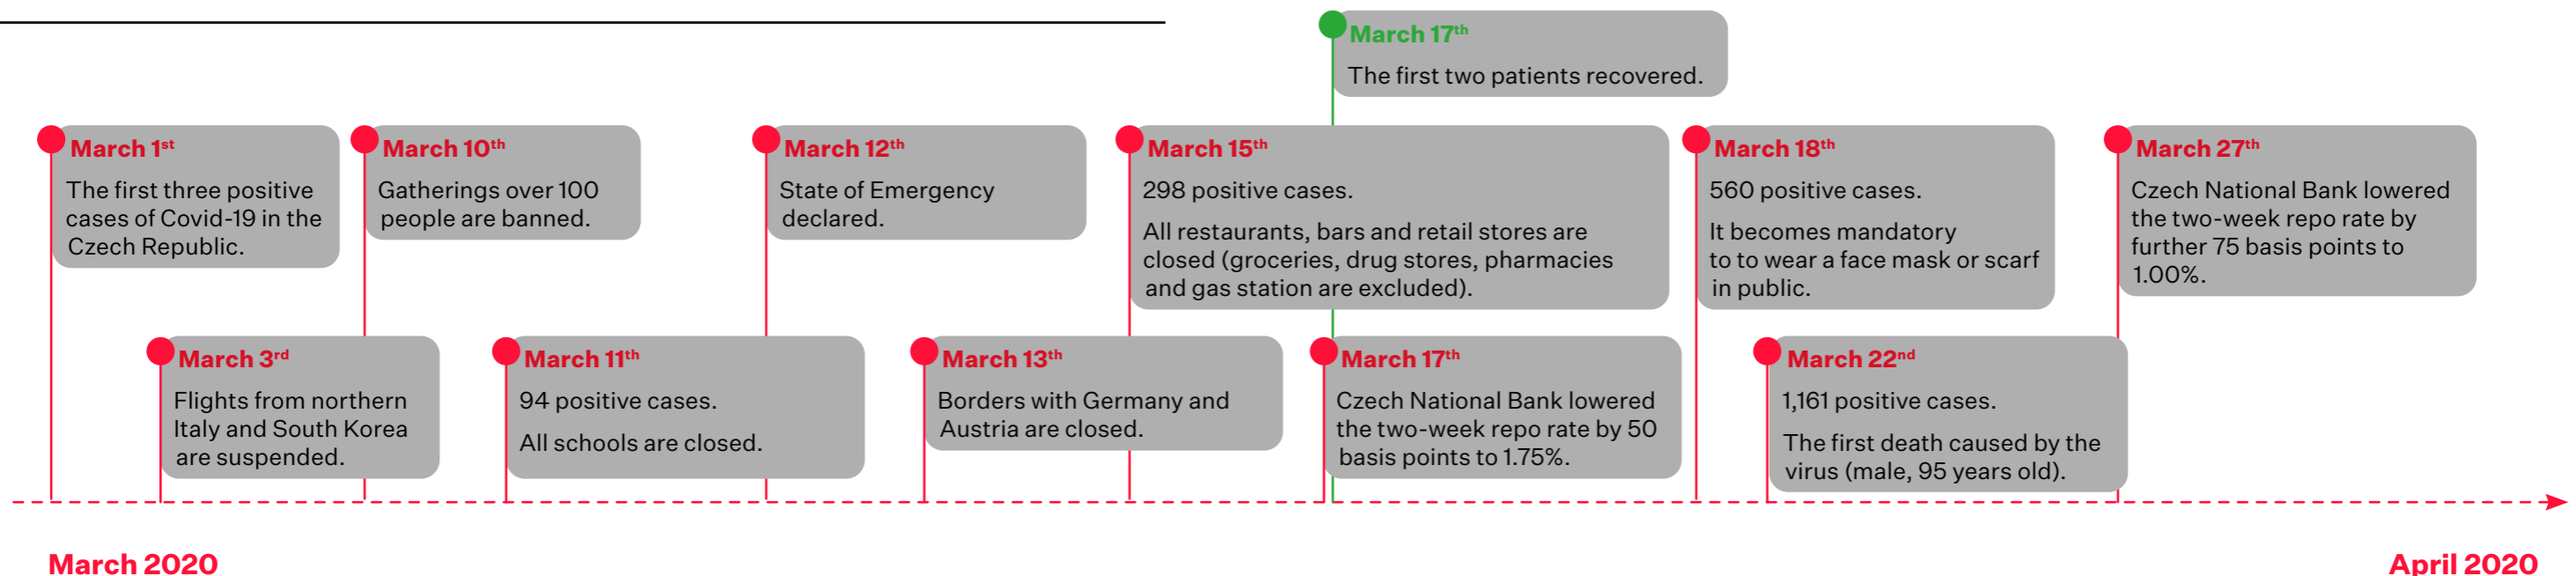 March 17th
The first two patients recovered.
March 1st
The first three positive
cases of Covid-19 in the
Czech Republic.
March 10th
Gatherings over 100
people are banned.
March 12th
State of Emergency
declared.
March 15th
298 positive cases.
All restaurants, bars and retail stores are
closed (groceries, drug stores, pharmacies
and gas station are excluded).
March 18th
560 positive cases.
It becomes mandatory
to to wear a face mask or scarf
in public.
March 27th
Czech National Bank lowered
the two-week repo rate by
further 75 basis points to
1.00%.
March 3rd
Flights from northern
Italy and South Korea
are suspended.
March 11th
94 positive cases.
All schools are closed.
March 13th
Borders with Germany and
Austria are closed.
March 17th
Czech National Bank lowered
the two-week repo rate by 50
basis points to 1.75%.
March 22nd
1,161 positive cases.
The first death caused by the
virus (male, 95 years old).
March 2020
April 2020